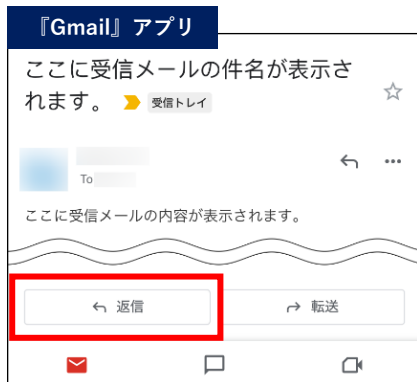 『Gmail』アプリ
ここに受信メールの件名が表示さ
れます。 受信トレイ
To
ここに受信メールの内容が表示されます。
返信 転送